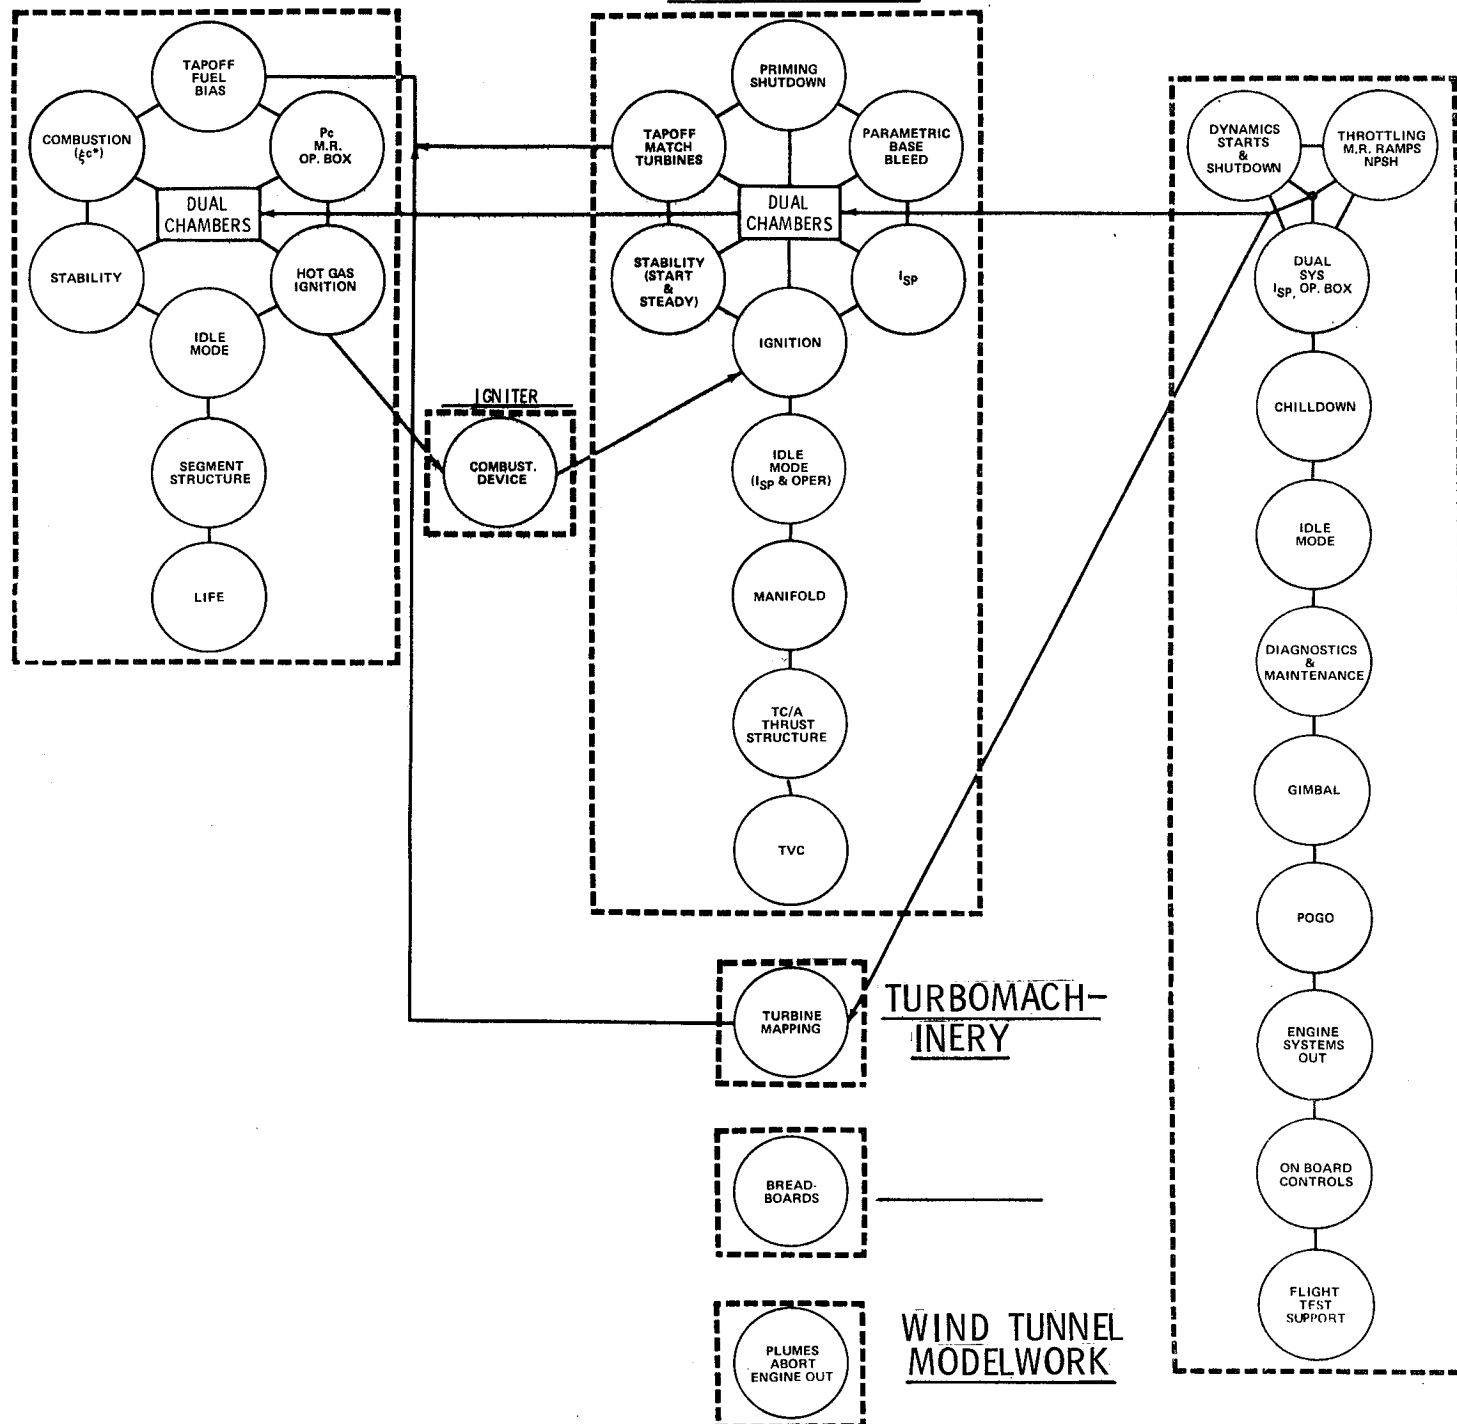 TAPOFF
FUEL
BIAS
COMBUSTION
(ξc*)
Pc
M.R.
OP. BOX
DUAL
CHAMBERS
STABILITY
HOT GAS
IGNITION
IDLE
MODE
SEGMENT
STRUCTURE
LIFE
IGNITER
COMBUST.
DEVICE
PRIMING
SHUTDOWN
TAPOFF
MATCH
TURBINES
PARAMETRIC
BASE
BLEED
DUAL
CHAMBERS
STABILITY
(START
&
STEADY)
ISP
IGNITION
IDLE
MODE
(ISP & OPER)
MANIFOLD
TC/A
THRUST
STRUCTURE
TVC
TURBINE
MAPPING
TURBOMACH-
INERY
BREAD-
BOARDS
PLUMES
ABORT
ENGINE OUT
WIND TUNNEL
MODELWORK
DYNAMICS
STARTS
&
SHUTDOWN
THROTTLING
M.R. RAMPS
NPSH
DUAL
SYS
ISP, OP. BOX
CHILLDOWN
IDLE
MODE
DIAGNOSTICS
&
MAINTENANCE
GIMBAL
POGO
ENGINE
SYSTEMS
OUT
ON BOARD
CONTROLS
FLIGHT
TEST
SUPPORT